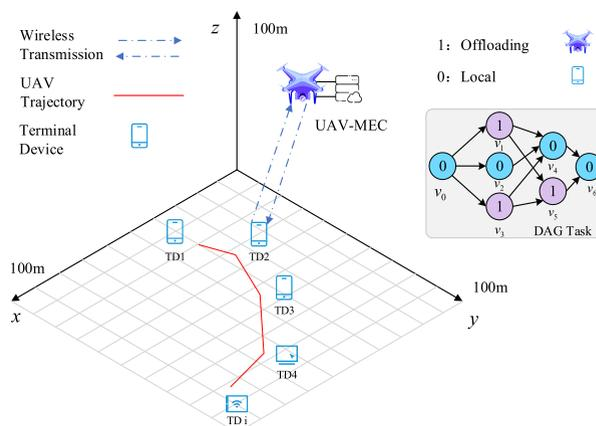 Wireless
Transmission
UAV
Trajectory
Terminal
Device
z
100m
UAV-MEC
1: Offloading
0: Local
1
v1
0
0
v0
0
v2
0
v4
1
v3
1
v5
v6
DAG Task
TD1
TD2
TD3
TD4
TD i
100m
x
100m
y